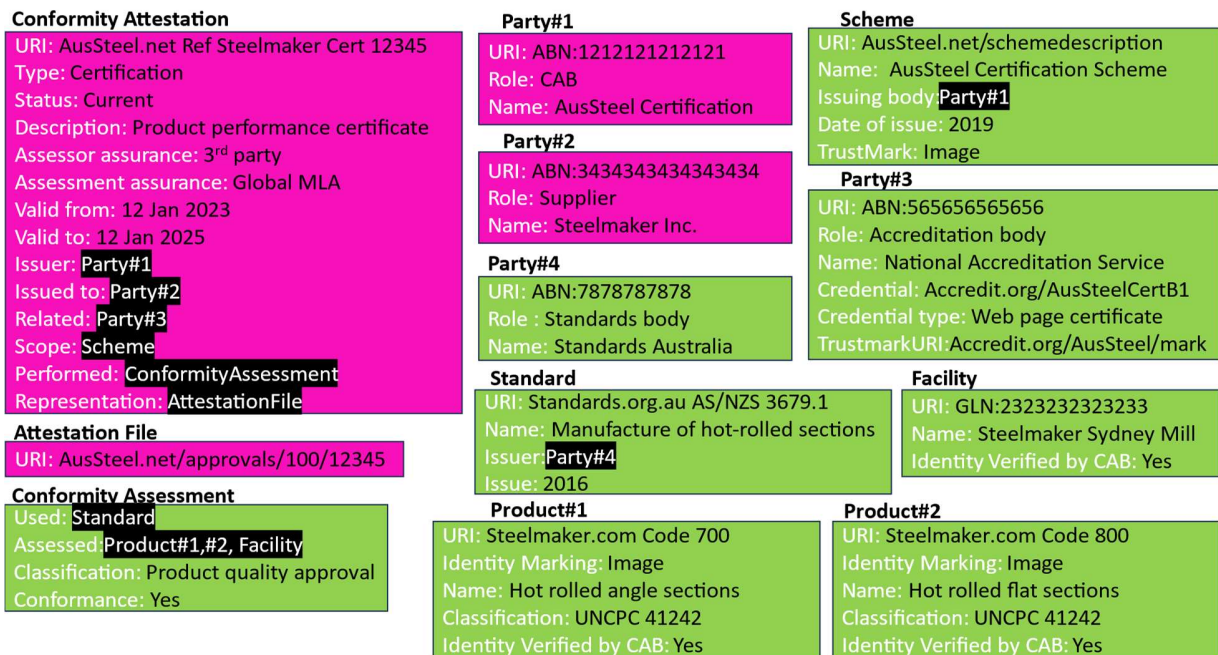 Conformity Attestation
URI: AusSteel.net Ref Steelmaker Cert 12345
Type: Certification
Status: Current
Description: Product performance certificate
Assessor assurance: 3rd party
Assessment assurance: Global MLA
Valid from: 12 Jan 2023
Valid to: 12 Jan 2025
Issuer: Party#1
Issued to: Party#2
Related: Party#3
Scope: Scheme
Performed: ConformityAssessment
Representation: AttestationFile
Attestation File
URI: AusSteel.net/approvals/100/12345
Conformity Assessment
Used: Standard
Assessed:Product#1,#2, Facility
Classification: Product quality approval
Conformance: Yes
Party#1
URI: ABN:1212121212121
Role: CAB
Name: AusSteel Certification
Party#2
URI: ABN:3434343434343434
Role: Supplier
Name: Steelmaker Inc.
Party#4
URI: ABN:7878787878
Role : Standards body
Name: Standards Australia
Scheme
URI: AusSteel.net/schemedescription
Name: AusSteel Certification Scheme
Issuing body:Party#1
Date of issue: 2019
TrustMark: Image
Party#3
URI: ABN:565656565656
Role: Accreditation body
Name: National Accreditation Service
Credential: Accredit.org/AusSteelCertB1
Credential type: Web page certificate
TrustmarkURI:Accredit.org/AusSteel/mark
Standard
URI: Standards.org.au AS/NZS 3679.1
Name: Manufacture of hot-rolled sections
Issuer:Party#4
Issue: 2016
Facility
URI: GLN:2323232323233
Name: Steelmaker Sydney Mill
Identity Verified by CAB: Yes
Product#1
URI: Steelmaker.com Code 700
Identity Marking: Image
Name: Hot rolled angle sections
Classification: UNCPC 41242
Identity Verified by CAB: Yes
Product#2
URI: Steelmaker.com Code 800
Identity Marking: Image
Name: Hot rolled flat sections
Classification: UNCPC 41242
Identity Verified by CAB: Yes